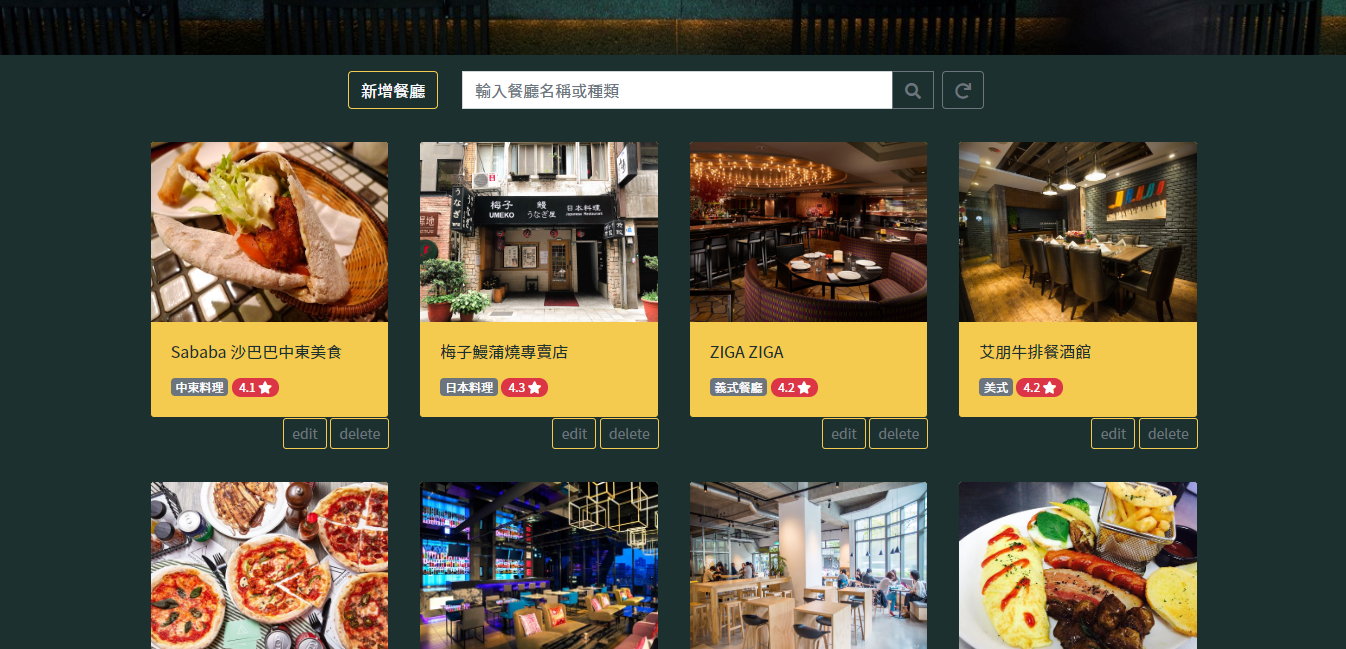 新增餐廳
輸入餐廳名稱或種類
梅子
UMEKO
鰻
うなぎ屋
日本料理
Japanese Restaurant
Sababa 沙巴巴中東美食
中東料理 4.1
edit delete
梅子鰻蒲燒專賣店
日本料理 4.3
edit delete
ZIGA ZIGA
義式餐廳 4.2
edit delete
艾朋牛排餐酒館
美式 4.2
edit delete